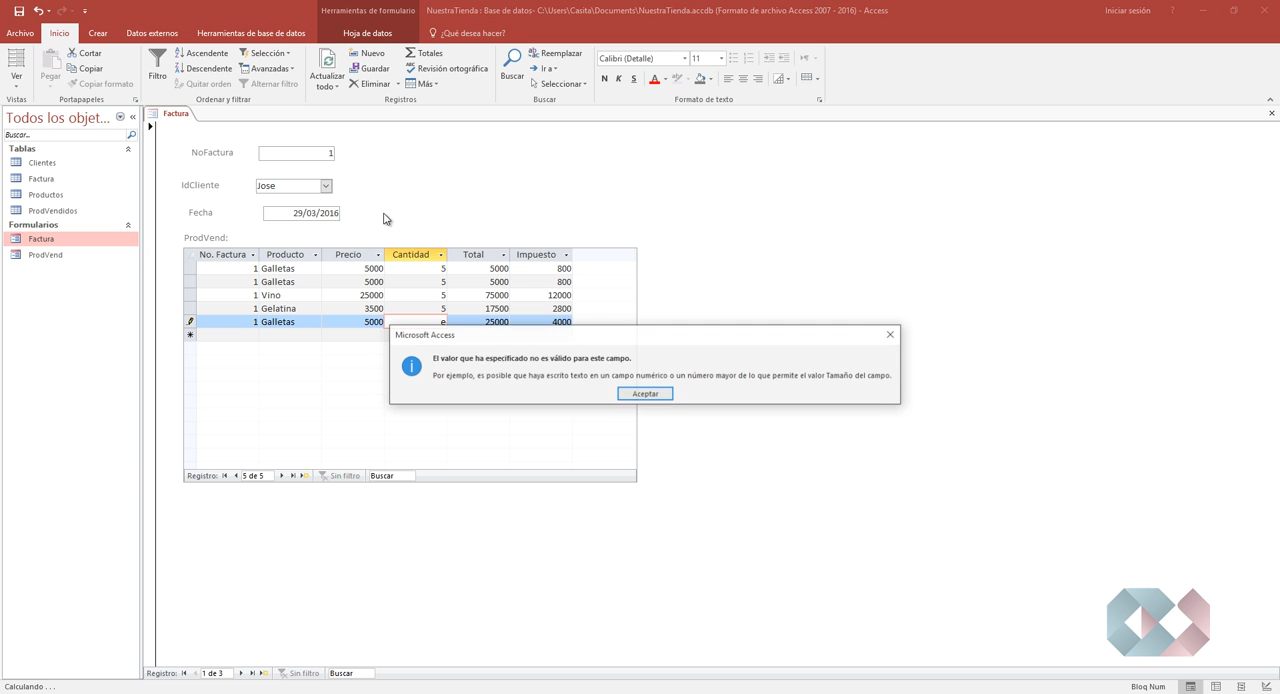 Herramientas de formulario
NuestraTienda : Base de datos- C:\Users\Casita\Documents\NuestraTienda.accdb (Formato de archivo Access 2007 - 2016) - Access
Iniciar sesión
?
Archivo Inicio Crear Datos externos Herramientas de base de datos Hoja de datos ¿Qué desea hacer?
Ver
Vistas
Pegar
Cortar
Copiar
Copiar formato
Portapapeles
Filtro
Ascendente
Descendente
Quitar orden
Selección
Avanzadas
Alternar filtro
Ordenar y filtrar
Actualizar
todo
Nuevo
Guardar
Eliminar
Totales
Revisión ortográfica
Más
Registros
Buscar
Reemplazar
Ir a
Seleccionar
Buscar
Calibri (Detalle) 11
N K S A
Formato de texto
Todos los objet...
Buscar...
Tablas
Clientes
Factura
Productos
ProdVendidos
Formularios
Factura
ProdVend
Factura
NoFactura 1
IdCliente Jose
Fecha 29/03/2016
ProdVend:
No. Factura Producto Precio Cantidad Total Impuesto
1 Galletas 5000 5 5000 800
1 Galletas 5000 5 5000 800
1 Vino 25000 5 75000 12000
1 Gelatina 3500 5 17500 2800
1 Galletas 5000 e 25000 4000
Microsoft Access
El valor que ha especificado no es válido para este campo.
Por ejemplo, es posible que haya escrito texto en un campo numérico o un número mayor de lo que permite el valor Tamaño del campo.
Aceptar
Registro: 5 de 5 Sin filtro Buscar
Registro: 1 de 3 Sin filtro Buscar
Calculando . . .
Bloq Num